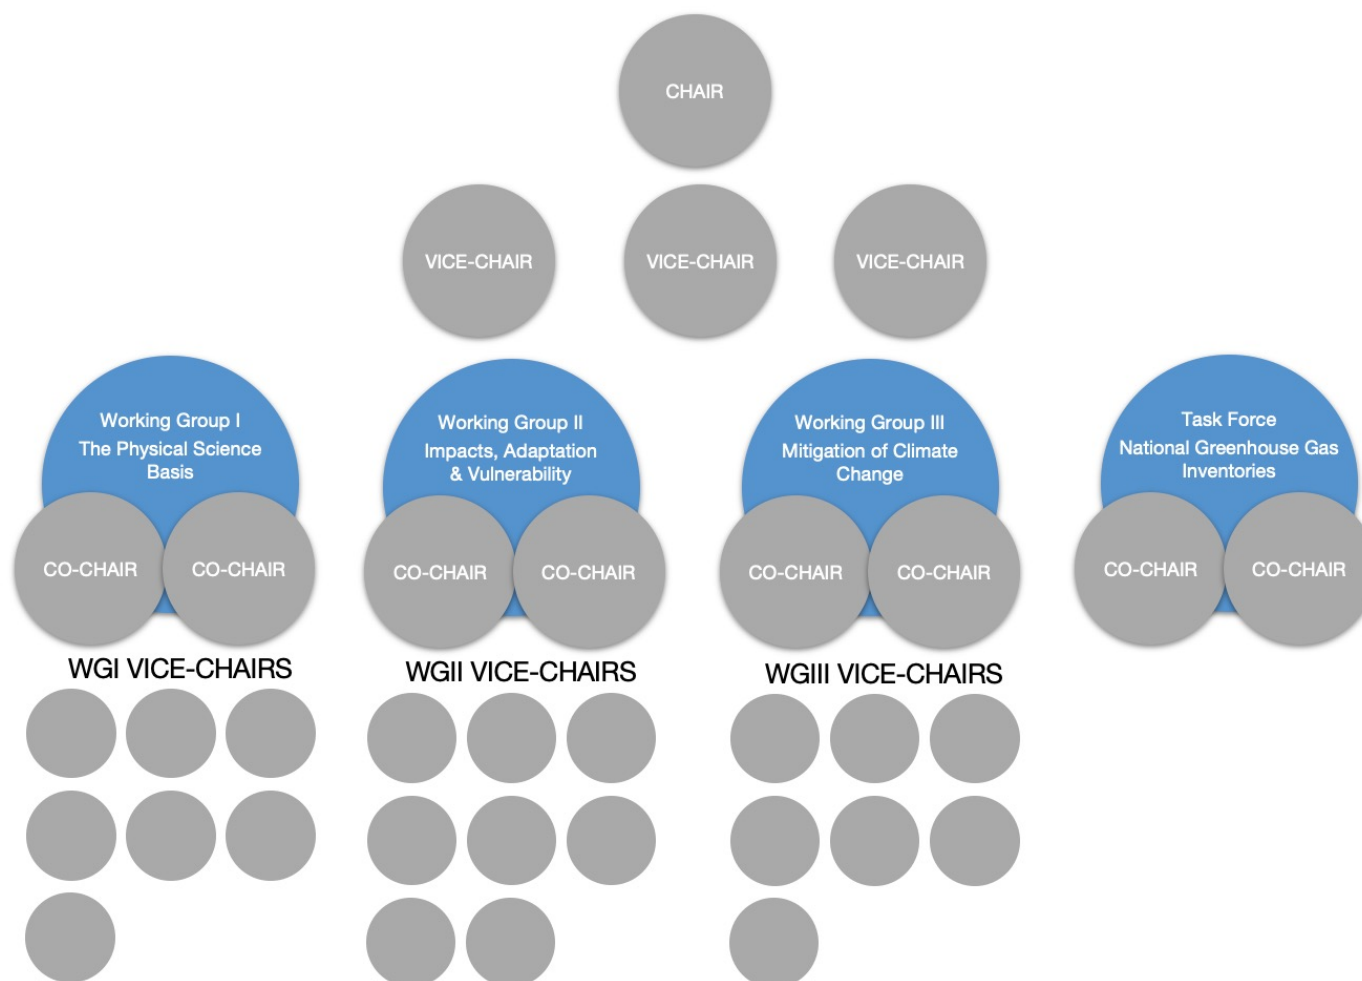 CHAIR
VICE-CHAIR
VICE-CHAIR
VICE-CHAIR
Working Group I
The Physical Science
Basis
CO-CHAIR
CO-CHAIR
Working Group II
Impacts, Adaptation
& Vulnerability
CO-CHAIR
CO-CHAIR
Working Group III
Mitigation of Climate
Change
CO-CHAIR
CO-CHAIR
Task Force
National Greenhouse Gas
Inventories
CO-CHAIR
CO-CHAIR
WGI VICE-CHAIRS
WGII VICE-CHAIRS
WGIII VICE-CHAIRS